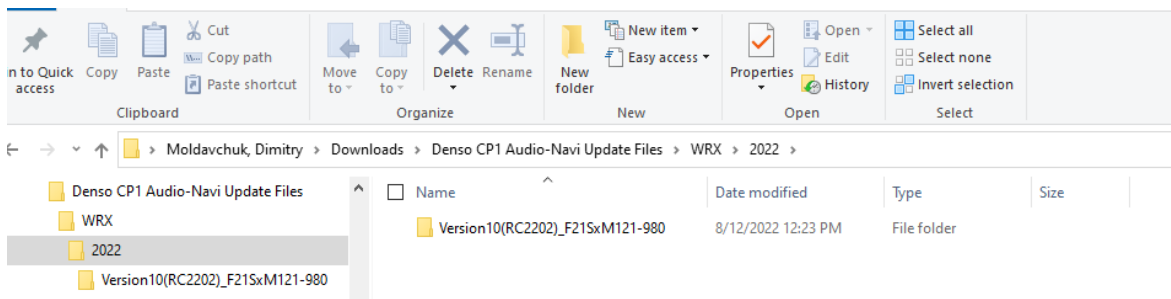 Cut
Copy path
Paste shortcut
n to Quick access
Copy
Paste
Clipboard
Move to
Copy to
Delete
Rename
Organize
New folder
New item
Easy access
New
Properties
Open
Edit
History
Open
Select all
Select none
Invert selection
Select
Moldavchuk, Dimitry > Downloads > Denso CP1 Audio-Navi Update Files > WRX > 2022 >
Denso CP1 Audio-Navi Update Files
WRX
2022
Version10(RC2202)_F21SxM121-980
Name Date modified Type Size
Version10(RC2202)_F21SxM121-980 8/12/2022 12:23 PM File folder